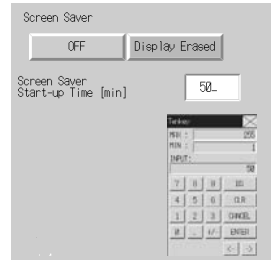 Screen Saver
OFF
Display Erased
Screen Saver
Start-up Time [min]
50_
Tenkey
MAX : 255
MIN : 1
INPUT:
50
7 8 9
4 5 6 CLR
1 2 3 CANCEL
0 . +/- ENTER
<- ->